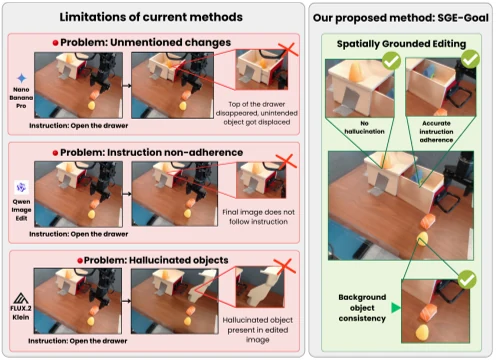 Limitations of current methods
Problem: Unmentioned changes
Nano
Banana
Pro
Top of the drawer
disappeared, unintended
object got displaced
Instruction: Open the drawer
Problem: Instruction non-adherence
Qwen
Image
Edit
Final image does not
follow instruction
Instruction: Open the drawer
Problem: Hallucinated objects
FLUX.2
Klein
Hallucinated object
present in edited
image
Instruction: Open the drawer
Our proposed method: SGE-Goal
Spatially Grounded Editing
No
hallucination
Accurate
instruction
adherence
Background
object
consistency